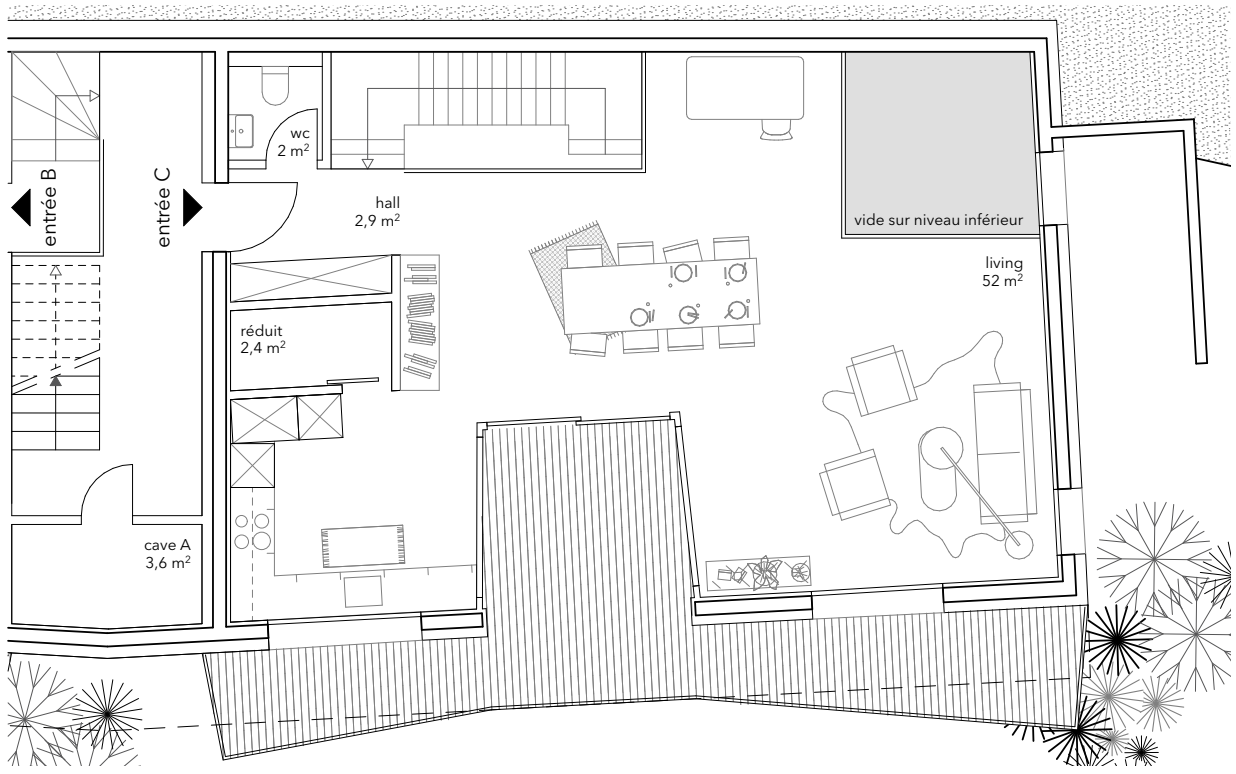 wc
2 m²
entrée B
entrée C
hall
2,9 m²
vide sur niveau inférieur
living
52 m²
réduit
2,4 m²
cave A
3,6 m²